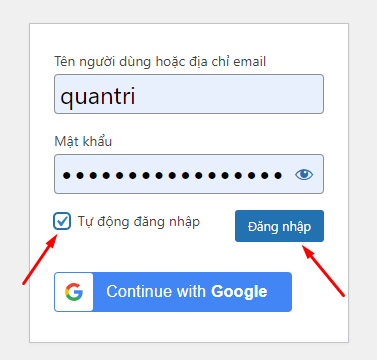 Tên người dùng hoặc địa chỉ email
quantri
Mật khẩu
Tự động đăng nhập
Đăng nhập
Continue with Google